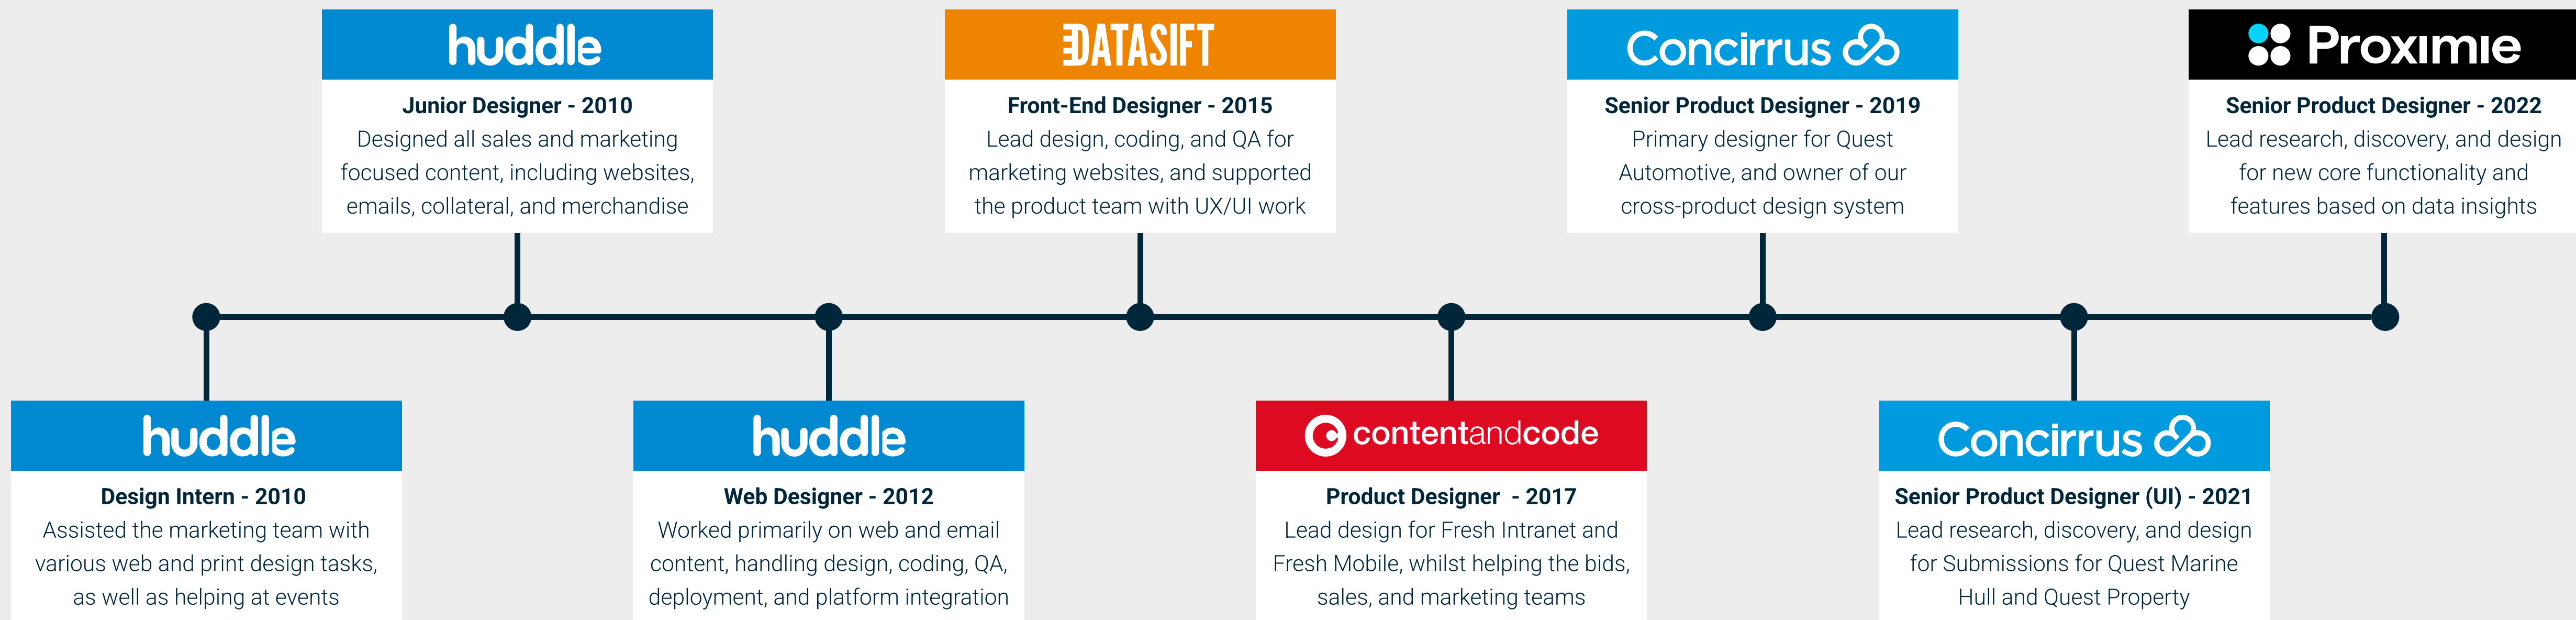 huddle
Junior Designer - 2010
Designed all sales and marketing
focused content, including websites,
emails, collateral, and merchandise
DATASIFT
Front-End Designer - 2015
Lead design, coding, and QA for
marketing websites, and supported
the product team with UX/UI work
Concirrus
Senior Product Designer - 2019
Primary designer for Quest
Automotive, and owner of our
cross-product design system
Proximie
Senior Product Designer - 2022
Lead research, discovery, and design
for new core functionality and
features based on data insights
huddle
Design Intern - 2010
Assisted the marketing team with
various web and print design tasks,
as well as helping at events
huddle
Web Designer - 2012
Worked primarily on web and email
content, handling design, coding, QA,
deployment, and platform integration
contentandcode
Product Designer  - 2017
Lead design for Fresh Intranet and
Fresh Mobile, whilst helping the bids,
sales, and marketing teams
Concirrus
Senior Product Designer (UI) - 2021
Lead research, discovery, and design
for Submissions for Quest Marine
Hull and Quest Property